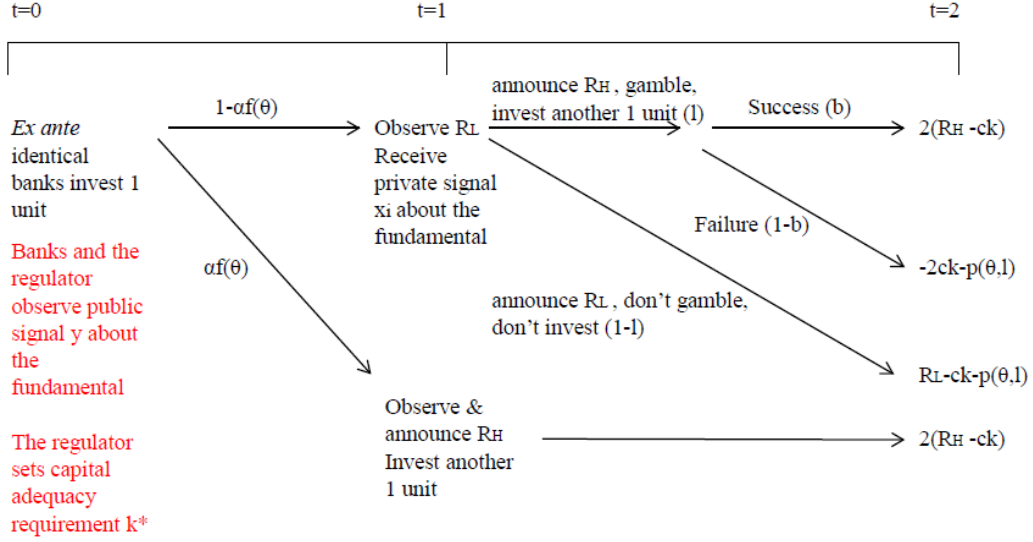 t=0
t=1
t=2
Ex ante
identical
banks invest 1
unit
Banks and the
regulator
observe public
signal y about
the
fundamental
The regulator
sets capital
adequacy
requirement k*
1-αf(θ)
αf(θ)
Observe RL
Receive
private signal
xi about the
fundamental
Observe &
announce RH
Invest another
1 unit
announce RH , gamble,
invest another 1 unit (l)
announce RL , don't gamble,
don't invest (1-l)
Success (b)
Failure (1-b)
2(RH -ck)
-2ck-p(θ,l)
RL-ck-p(θ,l)
2(RH -ck)